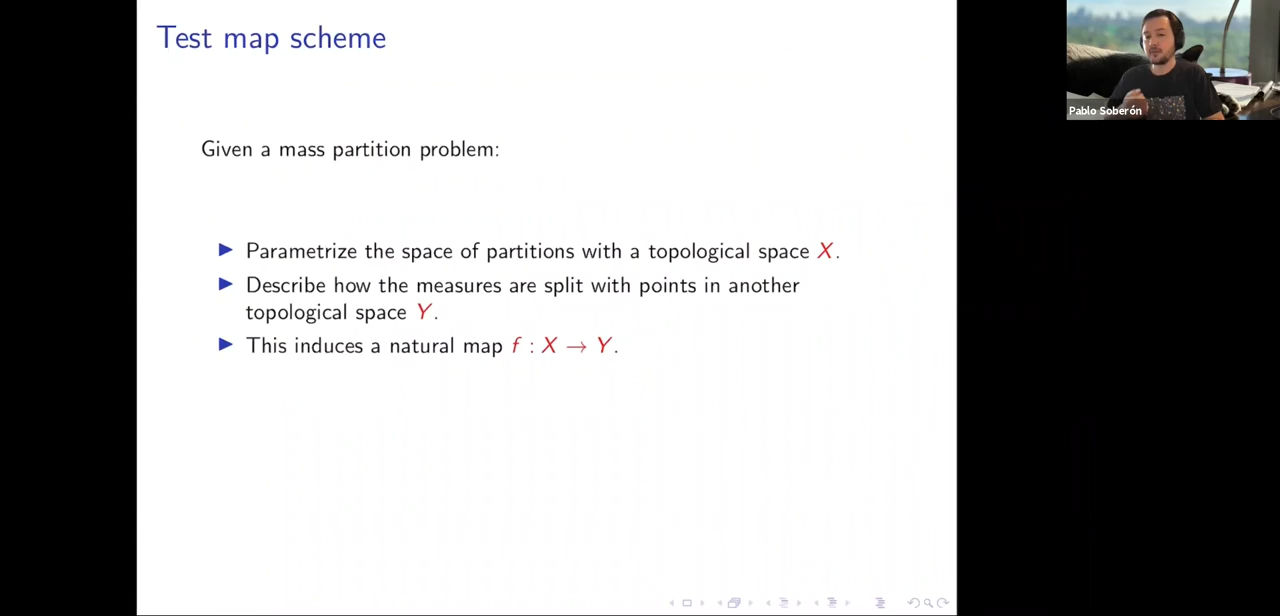 Test map scheme
Pablo Soberón
Given a mass partition problem:
▶ Parametrize the space of partitions with a topological space X.
▶ Describe how the measures are split with points in another
topological space Y.
▶ This induces a natural map f : X → Y.